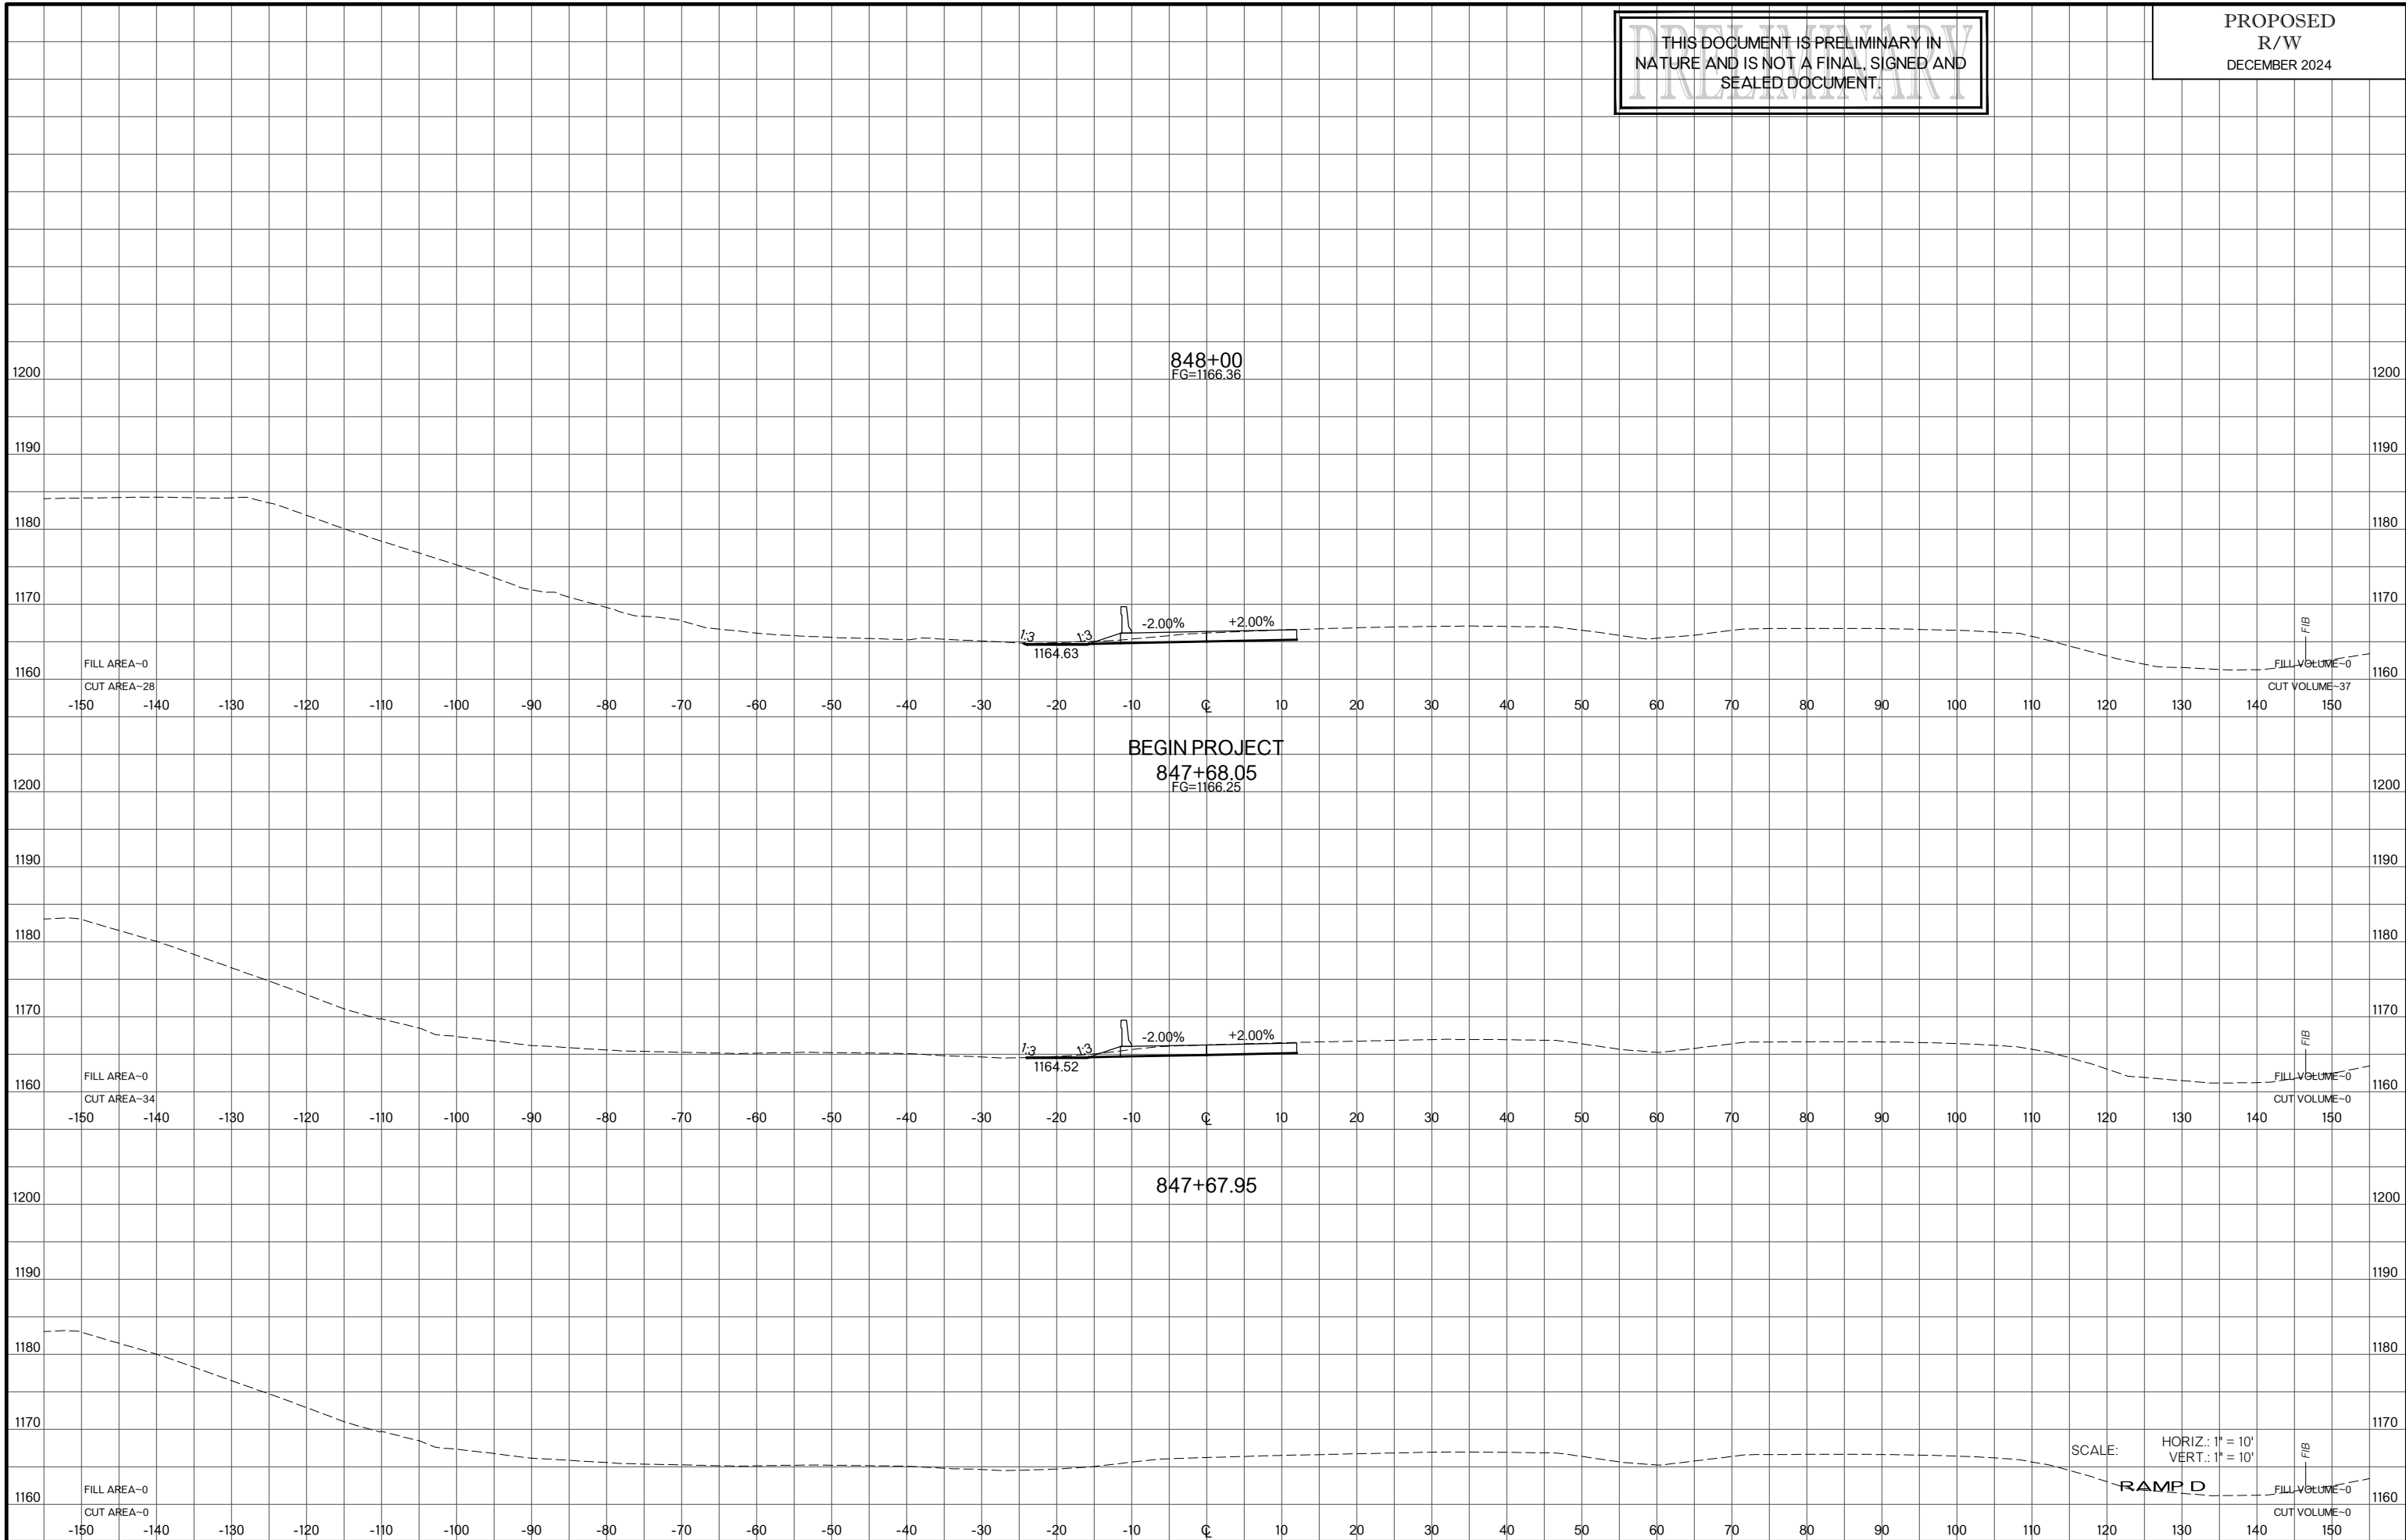 PRELIMINARY
THIS DOCUMENT IS PRELIMINARY IN
NATURE AND IS NOT A FINAL, SIGNED AND
SEALED DOCUMENT.
PROPOSED
R/W
DECEMBER 2024
848+00
FG=1166.36
1200 1200
1190 1190
1180 1180
1170 1170
1:3 1:3 -2.00% +2.00%
1164.63
FIB
FILL AREA~0 FILL VOLUME~0
1160 1160
CUT AREA~28 CUT VOLUME~37
-150 -140 -130 -120 -110 -100 -90 -80 -70 -60 -50 -40 -30 -20 -10 ℄ 10 20 30 40 50 60 70 80 90 100 110 120 130 140 150
BEGIN PROJECT
847+68.05
FG=1166.25
1200 1200
1190 1190
1180 1180
1170 1170
1:3 1:3 -2.00% +2.00%
1164.52
FIB
FILL AREA~0 FILL VOLUME~0
1160 1160
CUT AREA~34 CUT VOLUME~0
-150 -140 -130 -120 -110 -100 -90 -80 -70 -60 -50 -40 -30 -20 -10 ℄ 10 20 30 40 50 60 70 80 90 100 110 120 130 140 150
847+67.95
1200 1200
1190 1190
1180 1180
1170 1170
SCALE: HORIZ.: 1" = 10'
VERT.: 1" = 10'
FIB
RAMP D
FILL AREA~0 FILL VOLUME~0
1160 1160
CUT AREA~0 CUT VOLUME~0
-150 -140 -130 -120 -110 -100 -90 -80 -70 -60 -50 -40 -30 -20 -10 ℄ 10 20 30 40 50 60 70 80 90 100 110 120 130 140 150